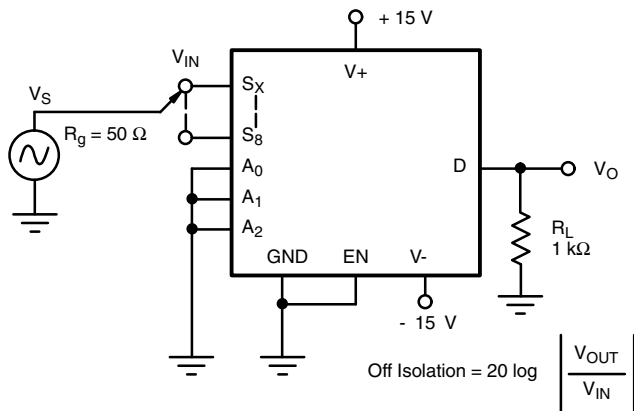 + 15 V
V+
V_IN
V_S
R_g = 50 Ω
S_X
S_8
A_0
A_1
A_2
D
V_O
R_L
1 kΩ
GND
EN
V-
- 15 V
Off Isolation = 20 log
V_OUT
V_IN